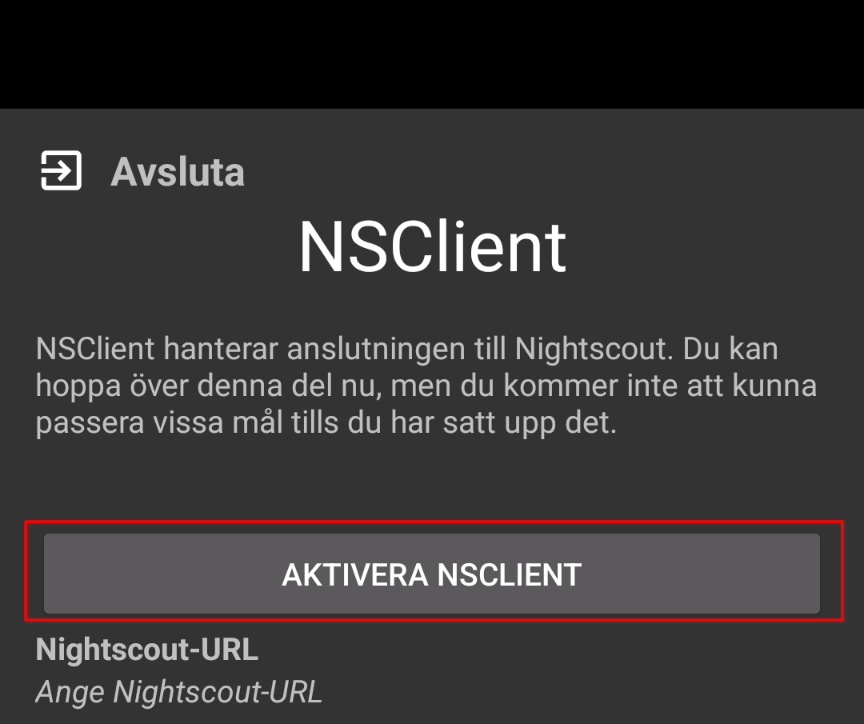 Avsluta
NSClient
NSClient hanterar anslutningen till Nightscout. Du kan
hoppa över denna del nu, men du kommer inte att kunna
passera vissa mål tills du har satt upp det.
AKTIVERA NSCLIENT
Nightscout-URL
Ange Nightscout-URL